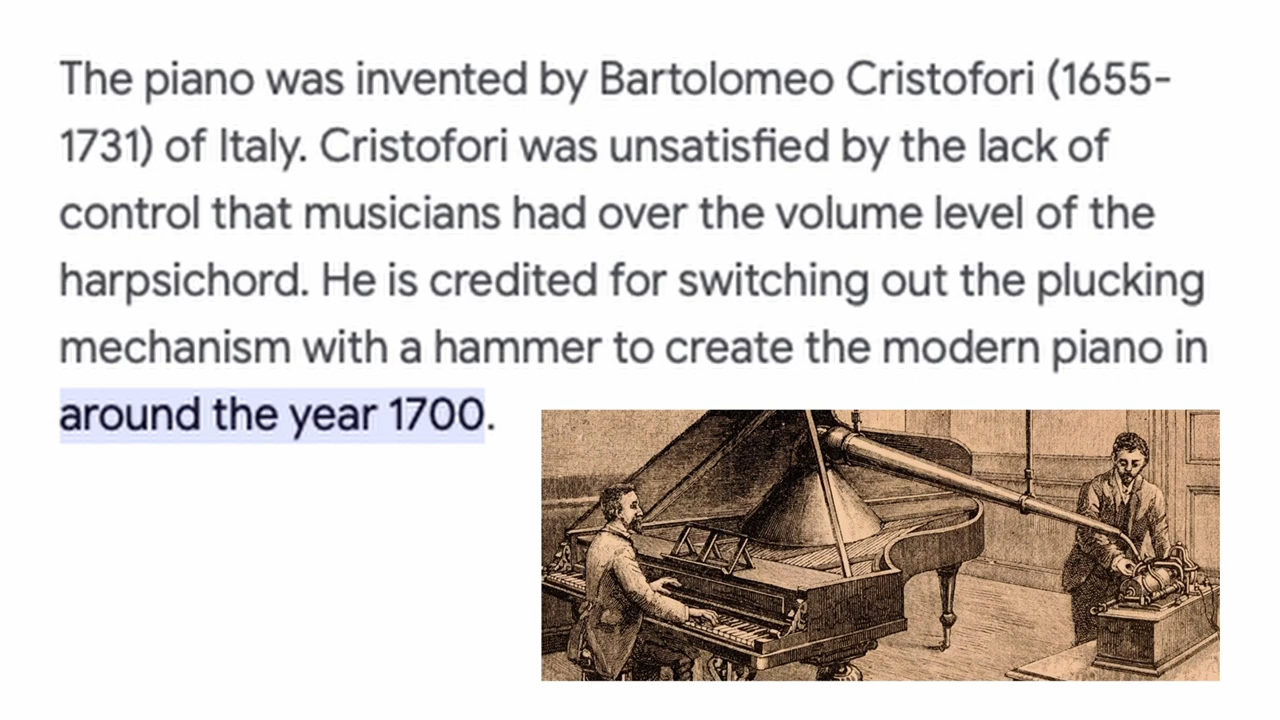 The piano was invented by Bartolomeo Cristofori (1655-
1731) of Italy. Cristofori was unsatisfied by the lack of
control that musicians had over the volume level of the
harpsichord. He is credited for switching out the plucking
mechanism with a hammer to create the modern piano in
around the year 1700.